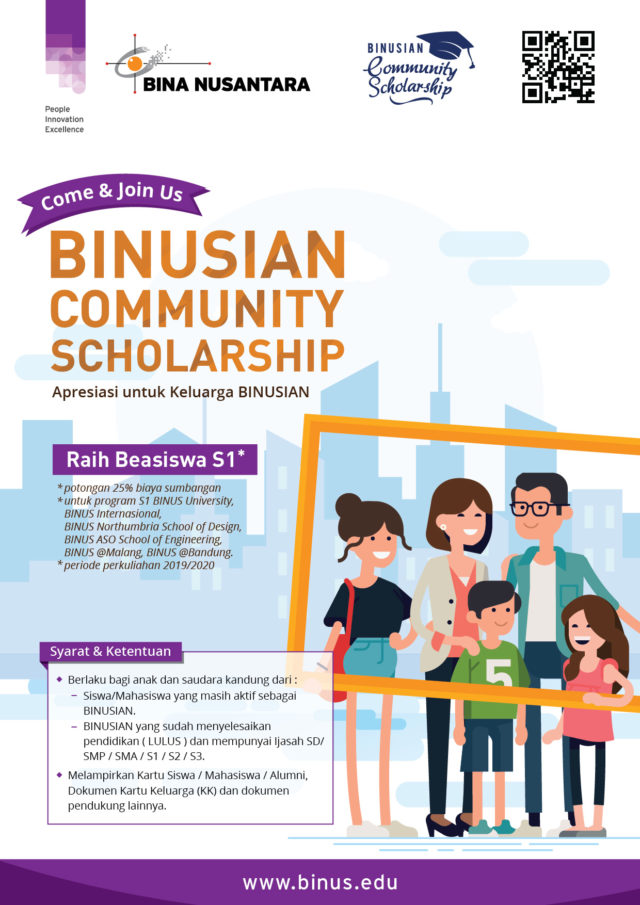 People
Innovation
Excellence
BINA NUSANTARA
BINUSIAN
Community
Scholarship
Come & Join Us
BINUSIAN
COMMUNITY
SCHOLARSHIP
Apresiasi untuk Keluarga BINUSIAN
Raih Beasiswa S1*
* potongan 25% biaya sumbangan
* untuk program S1 BINUS University,
BINUS Internasional,
BINUS Northumbria School of Design,
BINUS ASO School of Engineering,
BINUS @Malang, BINUS @Bandung.
* periode perkuliahan 2019/2020
Syarat & Ketentuan
◆ Berlaku bagi anak dan saudara kandung dari :
– Siswa/Mahasiswa yang masih aktif sebagai
BINUSIAN.
– BINUSIAN yang sudah menyelesaikan
pendidikan ( LULUS ) dan mempunyai Ijasah SD/
SMP / SMA / S1 / S2 / S3.
◆ Melampirkan Kartu Siswa / Mahasiswa / Alumni,
Dokumen Kartu Keluarga (KK) dan dokumen
pendukung lainnya.
5
www.binus.edu